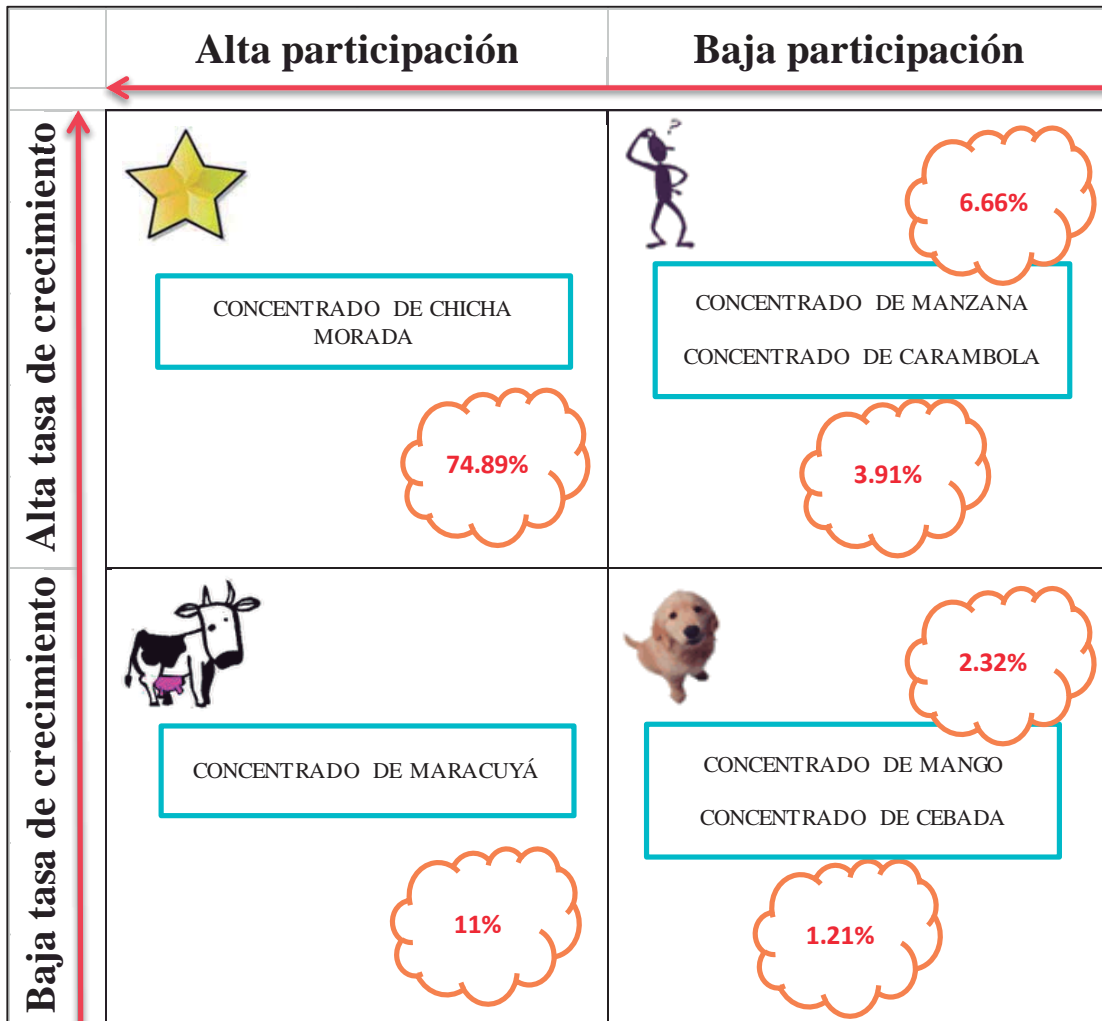 Alta participación
Baja participación
Alta tasa de crecimiento
?
6.66%
CONCENTRADO DE CHICHA
MORADA
CONCENTRADO DE MANZANA
CONCENTRADO DE CARAMBOLA
74.89%
3.91%
Baja tasa de crecimiento
2.32%
CONCENTRADO DE MARACUYÁ
CONCENTRADO DE MANGO
CONCENTRADO DE CEBADA
11%
1.21%